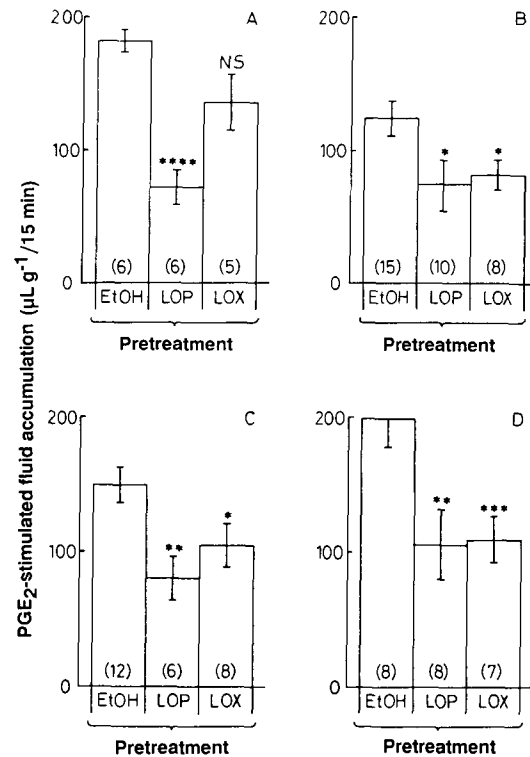 PGE2-stimulated fluid accumulation (µL g-1/15 min)
A
200
100
0
NS
****
(6) (6) (5)
EtOH LOP LOX
Pretreatment
B
200
100
0
* *
(15) (10) (8)
EtOH LOP LOX
Pretreatment
C
200
100
0
** *
(12) (6) (8)
EtOH LOP LOX
Pretreatment
D
200
100
0
** ***
(8) (8) (7)
EtOH LOP LOX
Pretreatment